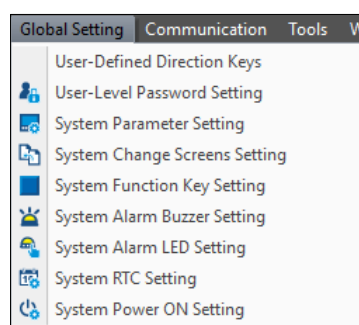 Global Setting Communication Tools
User-Defined Direction Keys
User-Level Password Setting
System Parameter Setting
System Change Screens Setting
System Function Key Setting
System Alarm Buzzer Setting
System Alarm LED Setting
System RTC Setting
System Power ON Setting